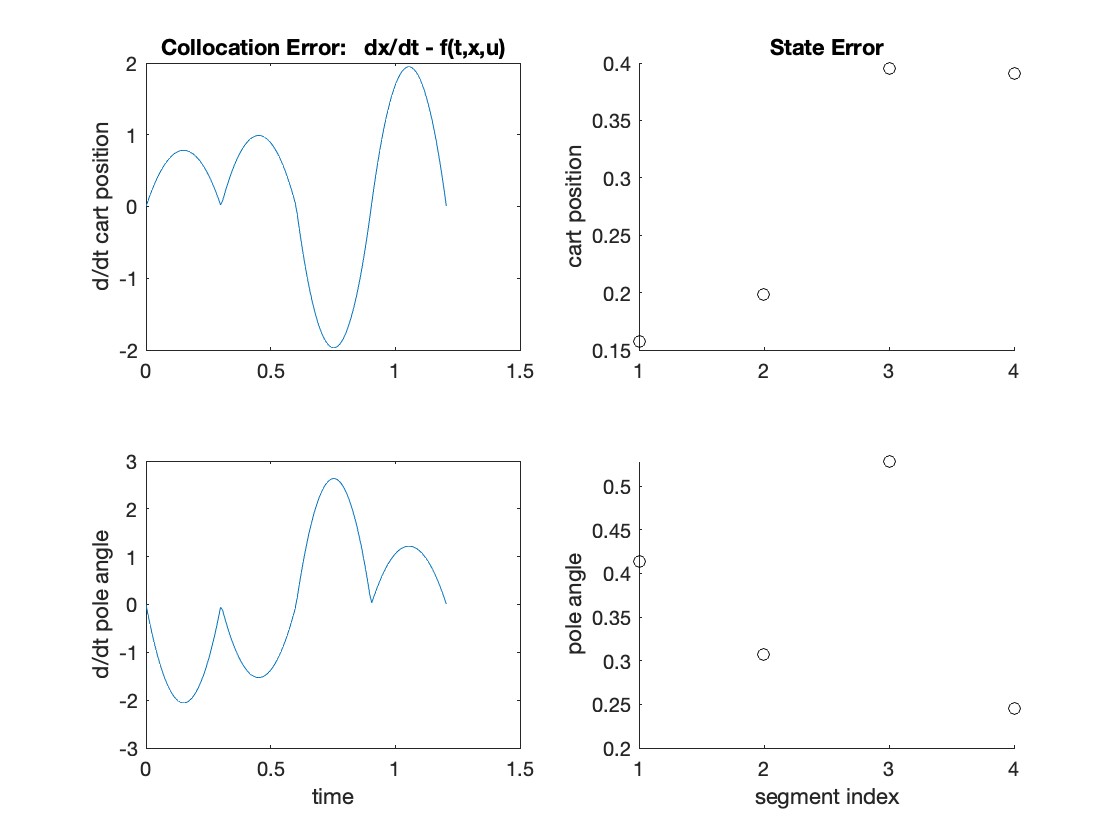 Collocation Error:   dx/dt - f(t,x,u)
d/dt cart position
2
1
0
-1
-2
0 0.5 1 1.5
State Error
cart position
0.4
0.35
0.3
0.25
0.2
0.15
1 2 3 4
d/dt pole angle
3
2
1
0
-1
-2
-3
0 0.5 1 1.5
time
pole angle
0.5
0.45
0.4
0.35
0.3
0.25
0.2
1 2 3 4
segment index